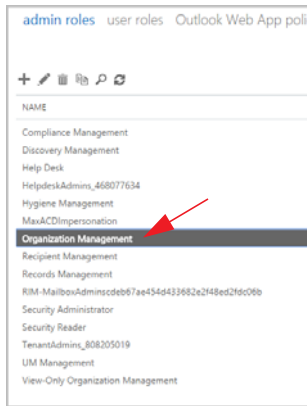 admin roles user roles Outlook Web App poli
NAME
Compliance Management
Discovery Management
Help Desk
HelpdeskAdmins_468077634
Hygiene Management
MaxACDImpersonation
Organization Management
Recipient Management
Records Management
RIM-MailboxAdminscdeb67ae454d433682e2f48ed2fdc06b
Security Administrator
Security Reader
TenantAdmins_808205019
UM Management
View-Only Organization Management